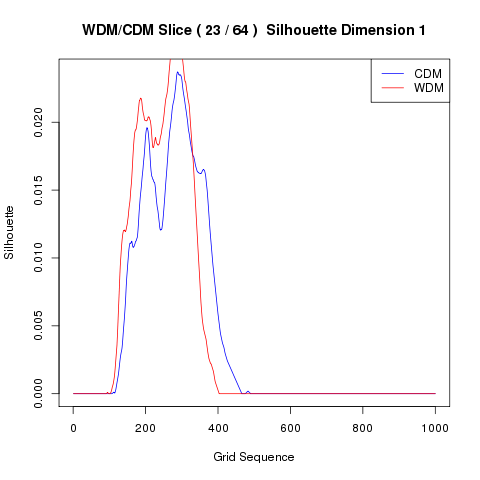 WDM/CDM Slice ( 23 / 64 ) Silhouette Dimension 1
CDM
WDM
Silhouette
0.020
0.015
0.010
0.005
0.000
0
200
400
600
800
1000
Grid Sequence